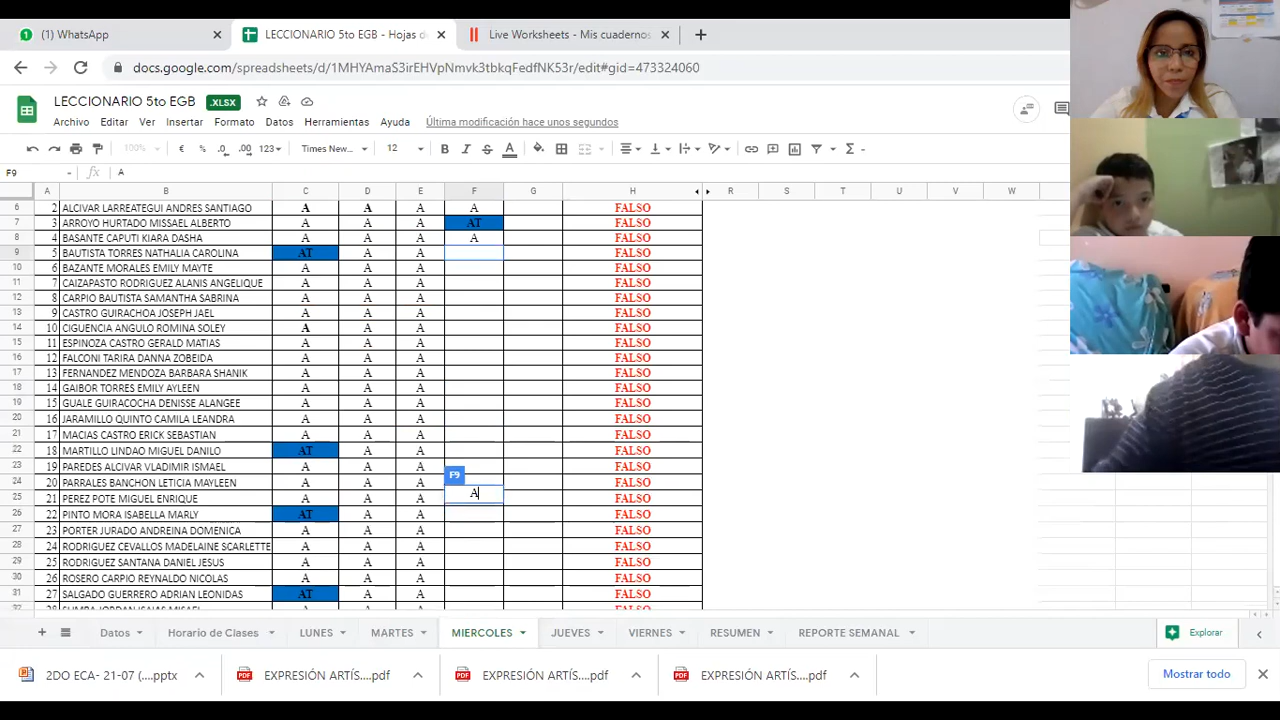 WhatsApp
LECCIONARIO 5to EGB - Hojas de
Live Worksheets - Mis cuadernos
docs.google.com/spreadsheets/d/1MHYAmaS3irEHVpNmvk3tbkqFedfNK53r/edit#gid=473324060
LECCIONARIO 5to EGB .XLSX
Archivo Editar Ver Insertar Formato Datos Herramientas Ayuda Última modificación hace unos segundos
100% € % .0 .00 123 Times New... 12
F9 fx A
A B C D E F G H R S T U V W
6 2 ALCIVAR LARREATEGUI ANDRES SANTIAGO A A A A FALSO
7 3 ARROYO HURTADO MISSAEL ALBERTO A A A AT FALSO
8 4 BASANTE CAPUTI KIARA DASHA A A A A FALSO
9 5 BAUTISTA TORRES NATHALIA CAROLINA AT A A FALSO
10 6 BAZANTE MORALES EMILY MAYTE A A A FALSO
11 7 CAIZAPASTO RODRIGUEZ ALANIS ANGELIQUE A A A FALSO
12 8 CARPIO BAUTISTA SAMANTHA SABRINA A A A FALSO
13 9 CASTRO GUIRACHOA JOSEPH JAEL A A A FALSO
14 10 CIGUENCIA ANGULO ROMINA SOLEY A A A FALSO
15 11 ESPINOZA CASTRO GERALD MATIAS A A A FALSO
16 12 FALCONI TARIRA DANNA ZOBEIDA A A A FALSO
17 13 FERNANDEZ MENDOZA BARBARA SHANIK A A A FALSO
18 14 GAIBOR TORRES EMILY AYLEEN A A A FALSO
19 15 GUALE GUIRACOCHA DENISSE ALANGEE A A A FALSO
20 16 JARAMILLO QUINTO CAMILA LEANDRA A A A FALSO
21 17 MACIAS CASTRO ERICK SEBASTIAN A A A FALSO
22 18 MARTILLO LINDAO MIGUEL DANILO AT A A FALSO
23 19 PAREDES ALCIVAR VLADIMIR ISMAEL A A A FALSO
24 20 PARRALES BANCHON LETICIA MAYLEEN A A A F9 FALSO
25 21 PEREZ POTE MIGUEL ENRIQUE A A A A FALSO
26 22 PINTO MORA ISABELLA MARLY AT A A FALSO
27 23 PORTER JURADO ANDREINA DOMENICA A A A FALSO
28 24 RODRIGUEZ CEVALLOS MADELAINE SCARLETTE A A A FALSO
29 25 RODRIGUEZ SANTANA DANIEL JESUS A A A FALSO
30 26 ROSERO CARPIO REYNALDO NICOLAS A A A FALSO
31 27 SALGADO GUERRERO ADRIAN LEONIDAS AT A A FALSO
Datos Horario de Clases LUNES MARTES MIERCOLES JUEVES VIERNES RESUMEN REPORTE SEMANAL Explorar
2DO ECA- 21-07 (....pptx EXPRESIÓN ARTÍS....pdf EXPRESIÓN ARTÍS....pdf EXPRESIÓN ARTÍS....pdf Mostrar todo